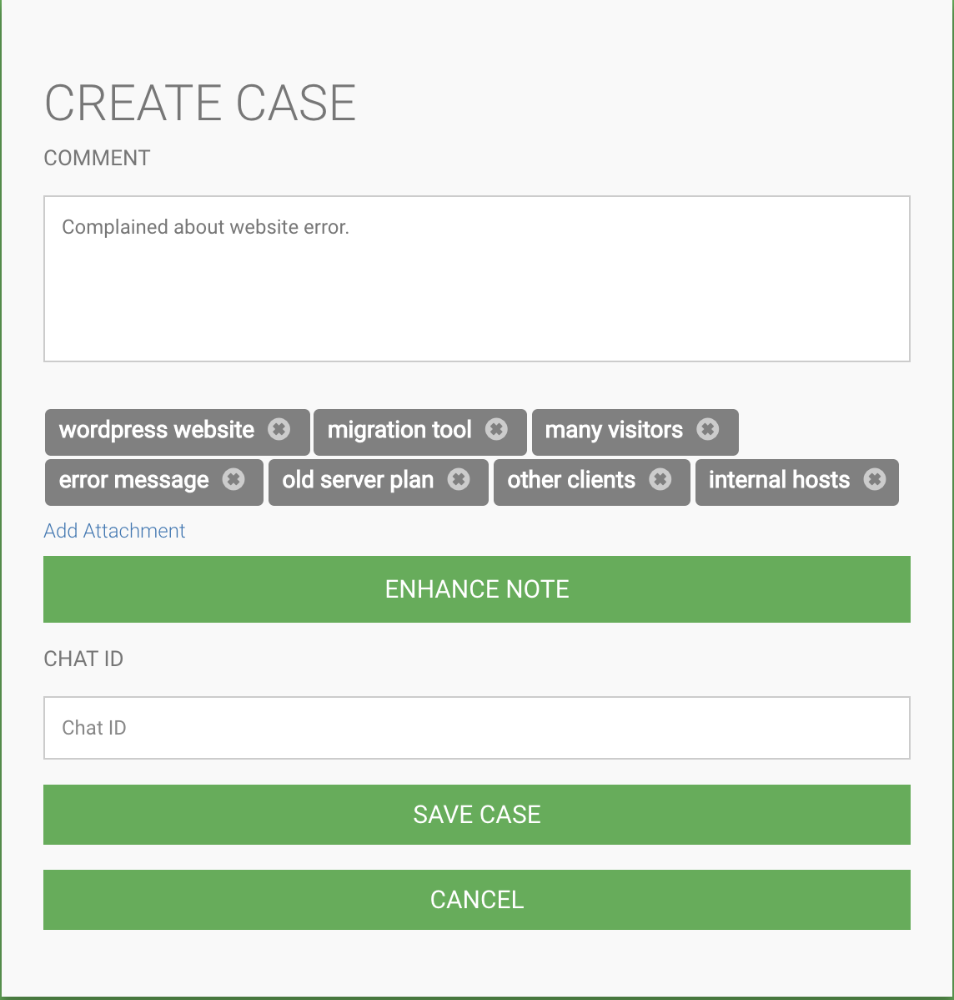 CREATE CASE
COMMENT
Complained about website error.
wordpress website migration tool many visitors
error message old server plan other clients internal hosts
Add Attachment
ENHANCE NOTE
CHAT ID
Chat ID
SAVE CASE
CANCEL